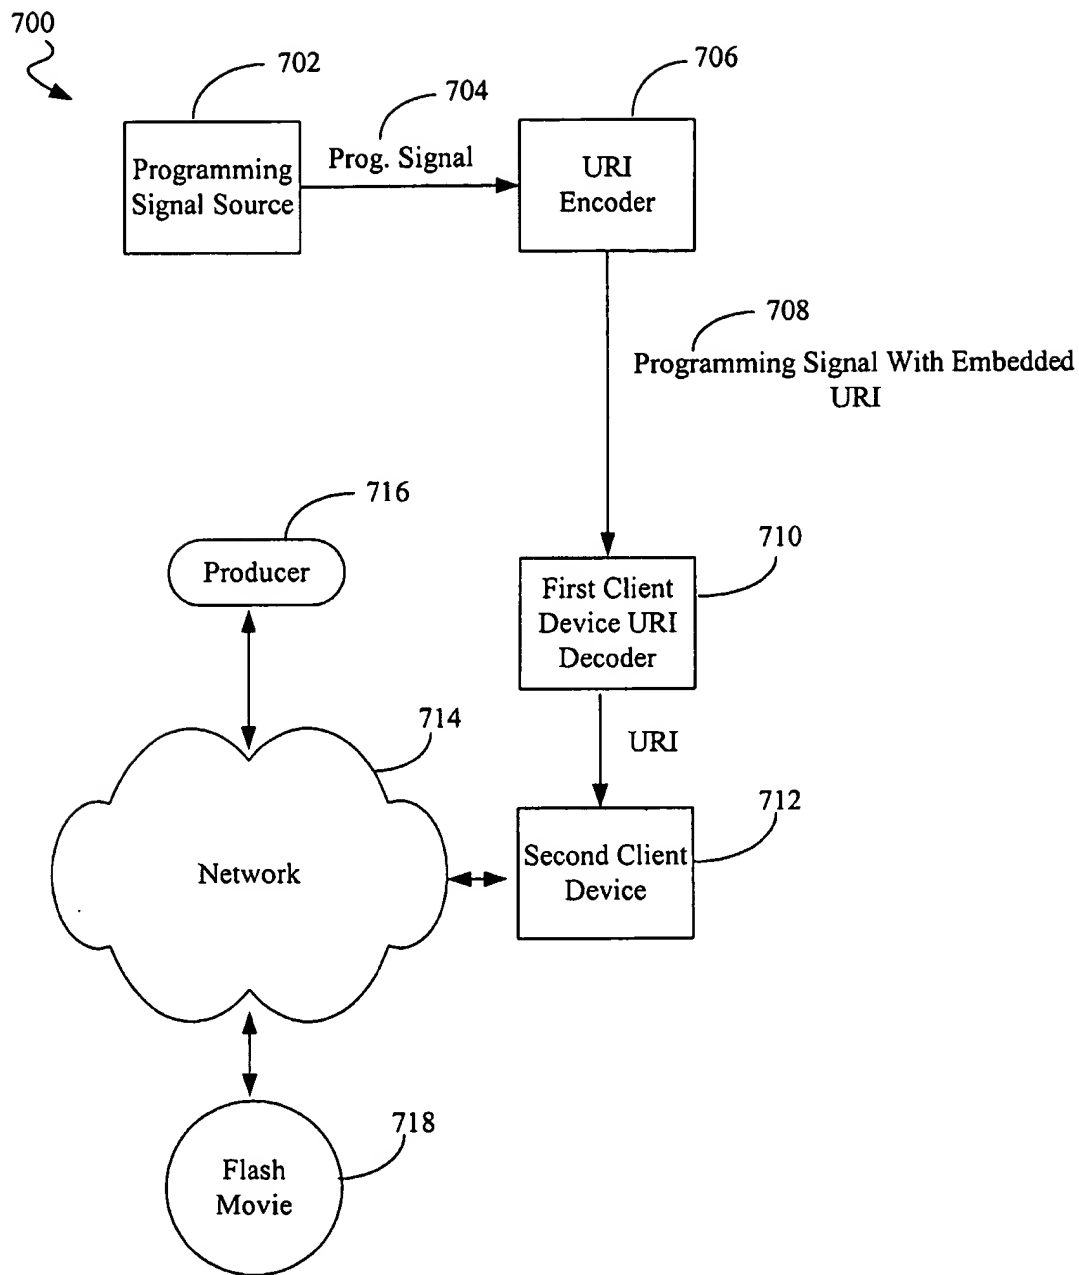 700
702
704
706
Prog. Signal
Programming
Signal Source
URI
Encoder
708
Programming Signal With Embedded
URI
716
710
Producer
First Client
Device URI
Decoder
714
URI
712
Network
Second Client
Device
718
Flash
Movie